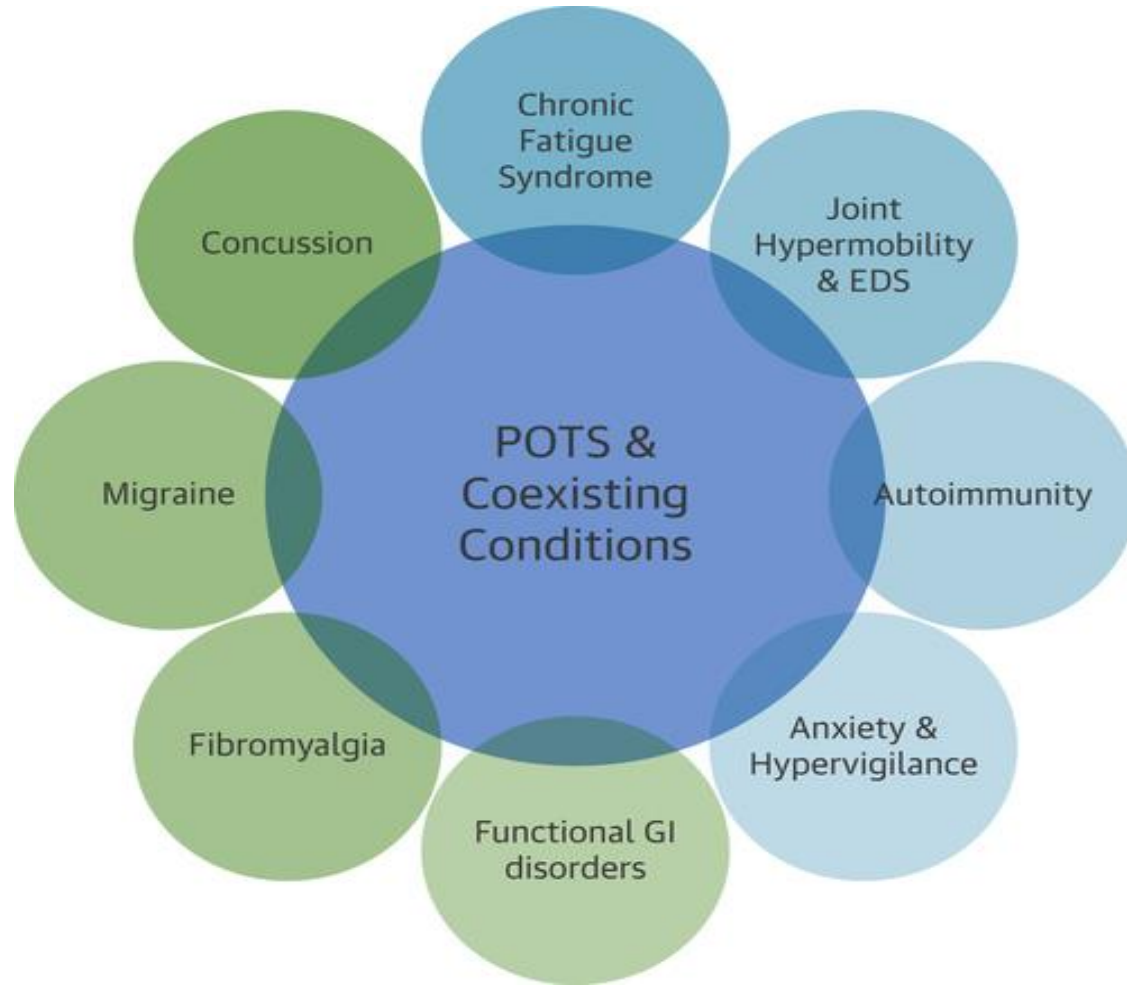 Chronic
Fatigue
Syndrome
Joint
Hypermobility
& EDS
Concussion
Migraine
POTS &
Coexisting
Conditions
Autoimmunity
Fibromyalgia
Anxiety &
Hypervigilance
Functional GI
disorders